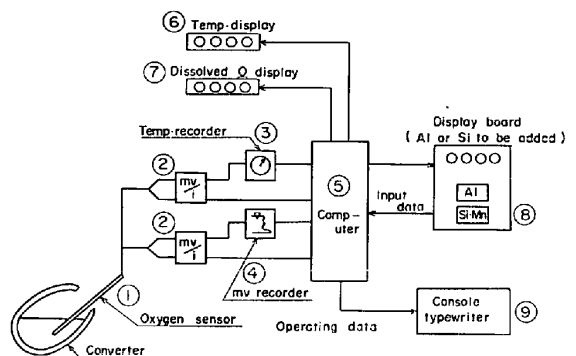 ⑥ Temp-display
⑦ Dissolved O display
Temp-recorder ③
Display board
( Al or Si to be added)
②
mv/i
⑤
Comp-
uter
Input
data
Al
Si·Mn
⑧
②
mv/i
④
mv recorder
①
Oxygen sensor
Converter
Operating data
Console
typewriter
⑨